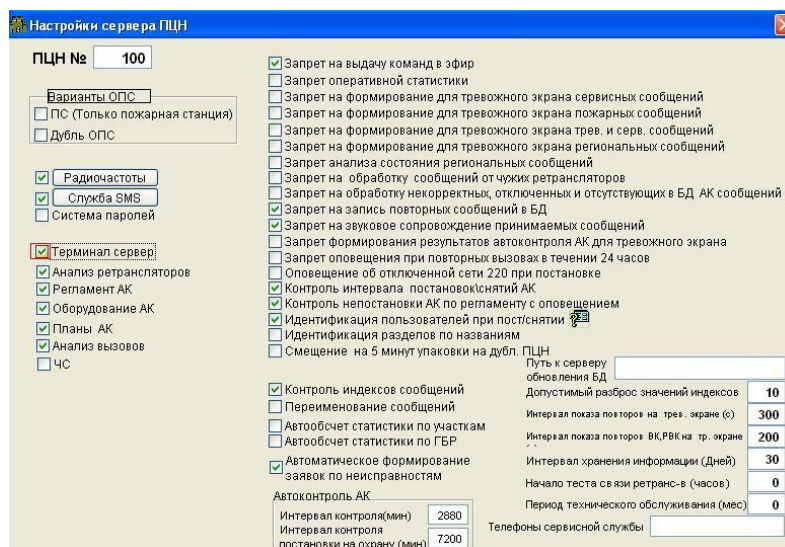 Настройки сервера ПЦН
ПЦН № 100
Варианты ОПС
ПС (Только пожарная станция)
Дубль ОПС
Радиочастоты
Служба SMS
Система паролей
Терминал сервер
Анализ ретрансляторов
Регламент АК
Оборудование АК
Планы АК
Анализ вызовов
ЧС
Запрет на выдачу команд в эфир
Запрет оперативной статистики
Запрет на формирование для тревожного экрана сервисных сообщений
Запрет на формирование для тревожного экрана пожарных сообщений
Запрет на формирование для тревожного экрана трев. и серв. сообщений
Запрет на формирование для тревожного экрана региональных сообщений
Запрет анализа состояния региональных сообщений
Запрет на обработку сообщений от чужих ретрансляторов
Запрет на обработку некорректных, отключенных и отсутствующих в БД АК сообщений
Запрет на запись повторных сообщений в БД
Запрет на звуковое сопровождение принимаемых сообщений
Запрет формирования результатов автоконтроля АК для тревожного экрана
Запрет оповещения при повторных вызовах в течении 24 часов
Оповещение об отключенной сети 220 при постановке
Контроль интервала постановок\снятий АК
Контроль непостановки АК по регламенту с оповещением
Идентификация пользователей при пост/снятии
Идентификация разделов по названиям
Смещение на 5 минут упаковки на дубл. ПЦН
Контроль индексов сообщений
Переименование сообщений
Автообсчет статистики по участкам
Автообсчет статистики по ГБР
Автоматическое формирование
заявок по неисправностям
Автоконтроль АК
Интервал контроля(мин) 2880
Интервал контроля
постановки на охрану (мин) 7200
Путь к серверу
обновления БД
Допустимый разброс значений индексов 10
Интервал показа повторов на трев. экране (с) 300
Интервал показа повторов ВК,РВК на тр. экране 200
Интервал хранения информации (Дней) 30
Начало теста связи ретранс-в (часов) 0
Период технического обслуживания (мес) 0
Телефоны сервисной службы